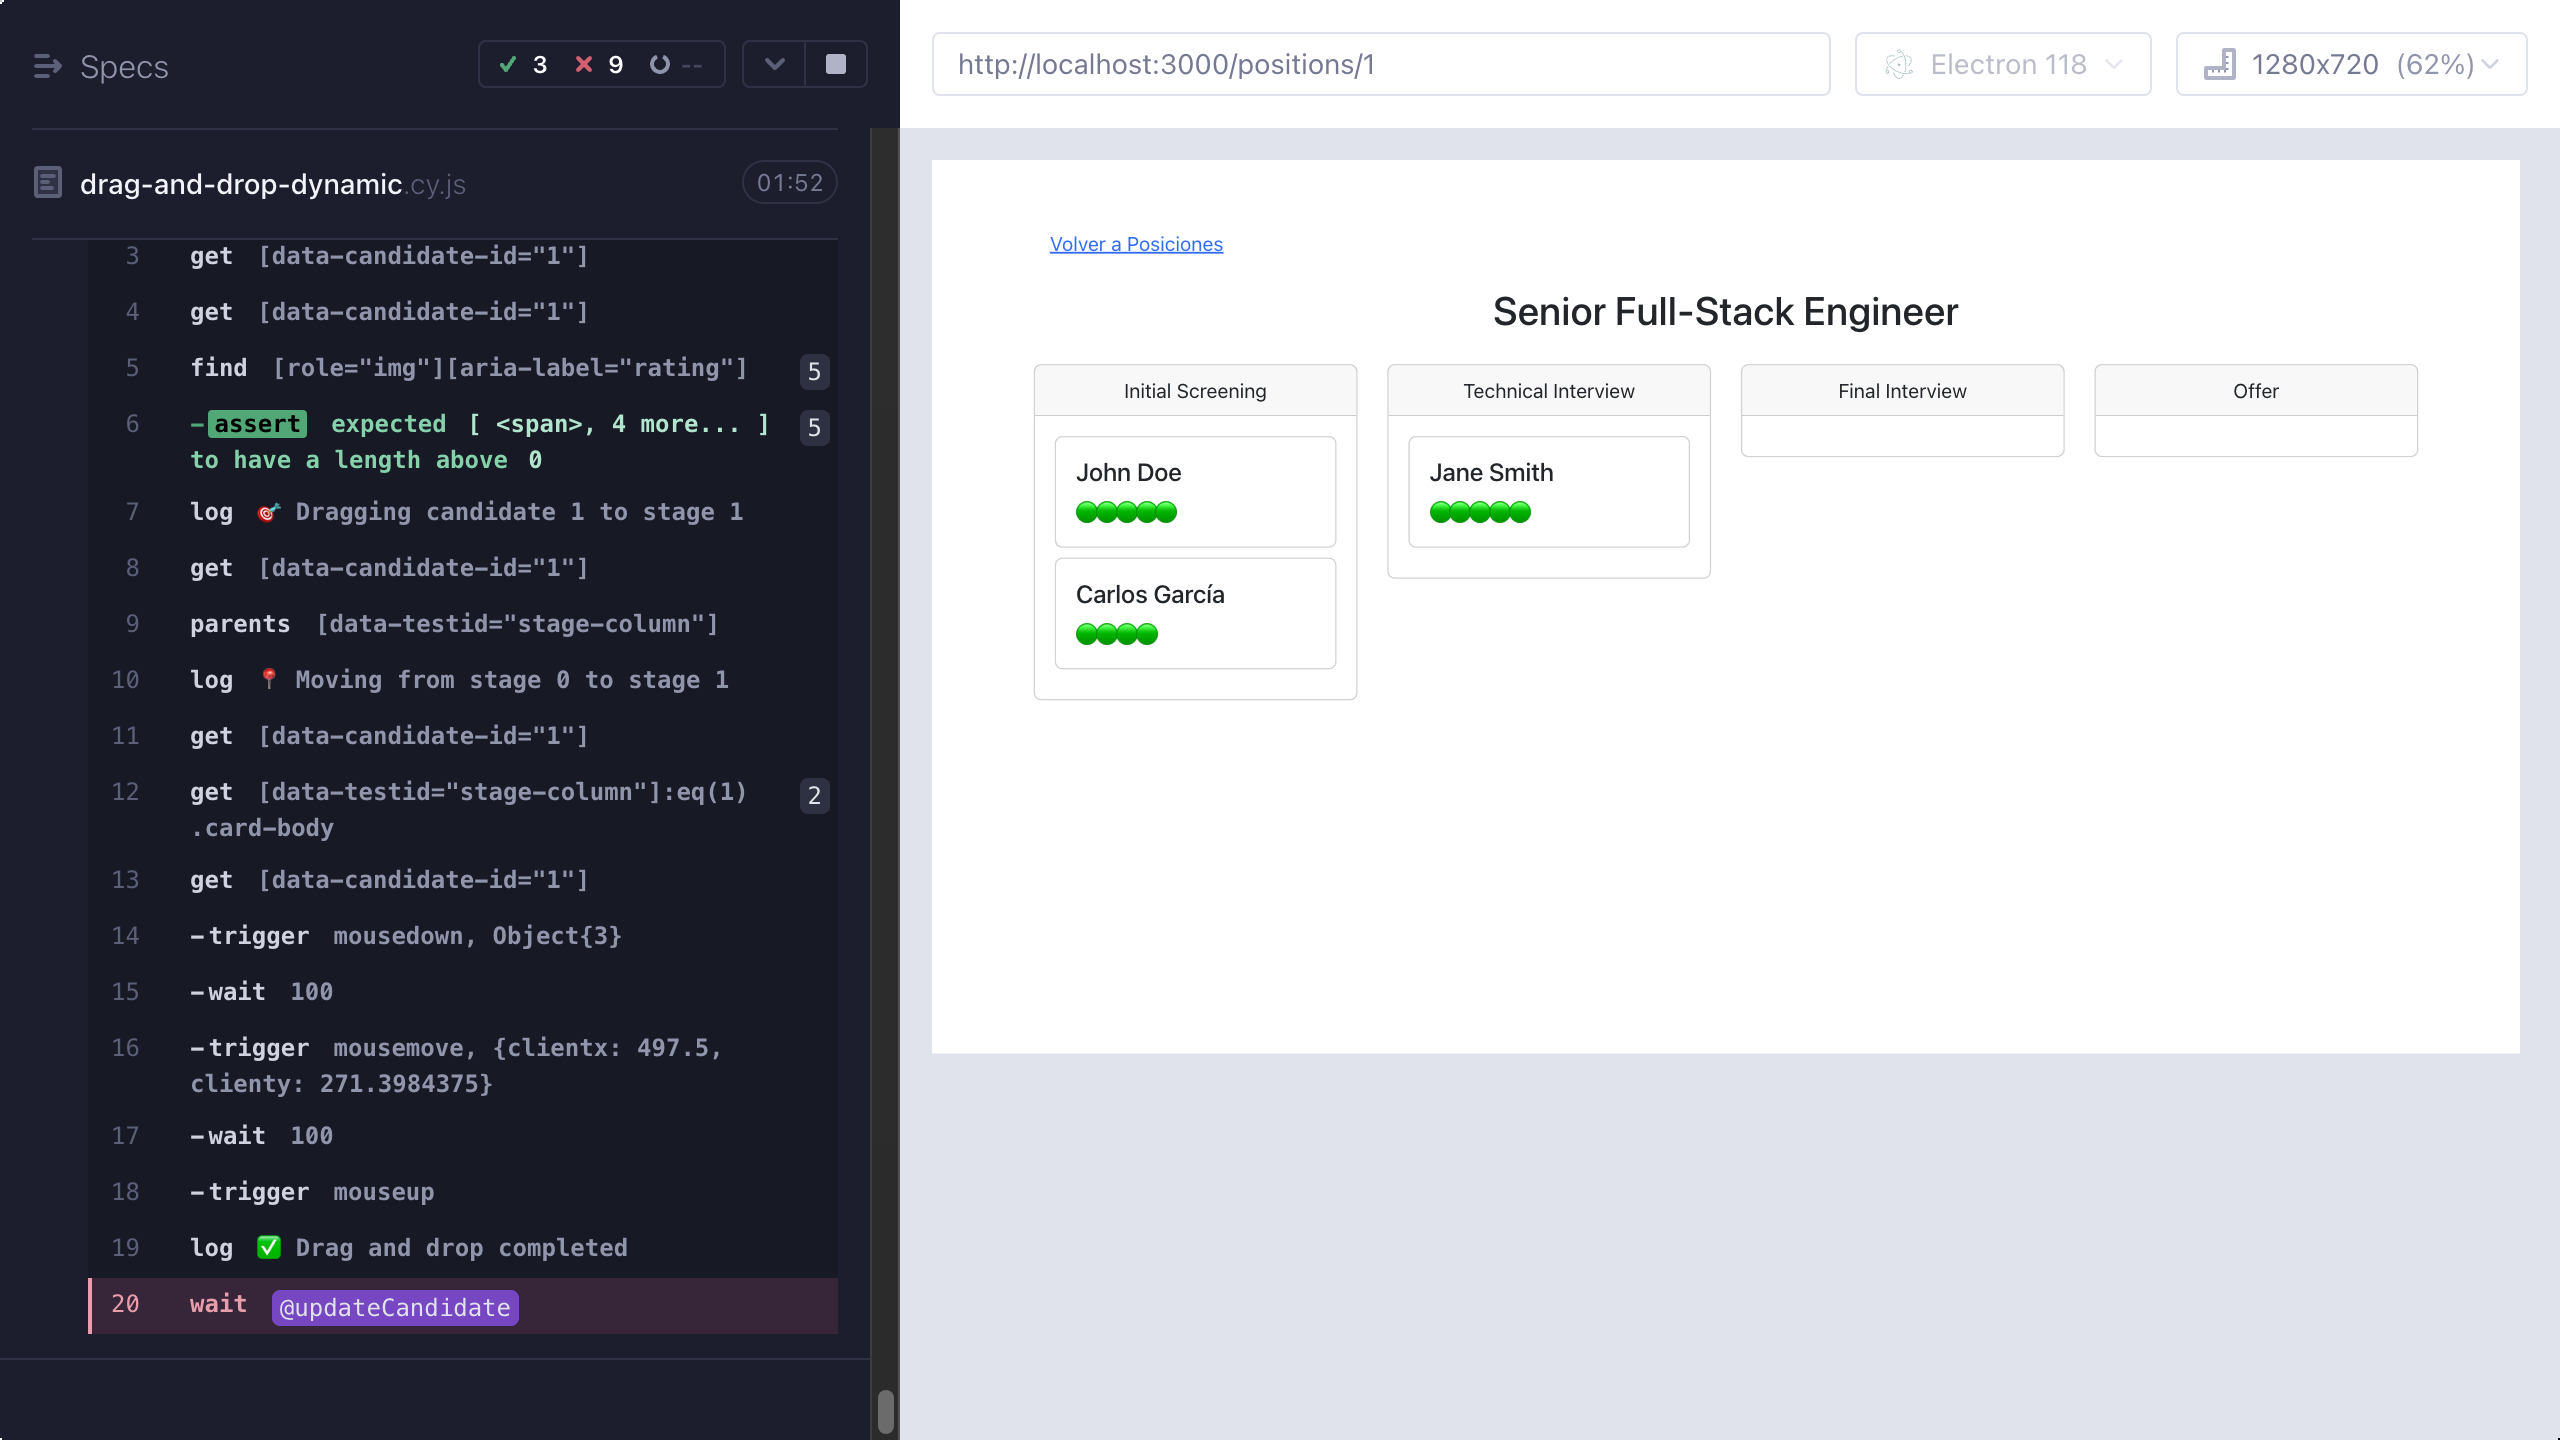 Specs
3 9 --
drag-and-drop-dynamic.cy.js
01:52
3 get [data-candidate-id="1"]
4 get [data-candidate-id="1"]
5 find [role="img"][aria-label="rating"] 5
6 -assert expected [ <span>, 4 more... ] 5
to have a length above 0
7 log 🎯 Dragging candidate 1 to stage 1
8 get [data-candidate-id="1"]
9 parents [data-testid="stage-column"]
10 log 📍 Moving from stage 0 to stage 1
11 get [data-candidate-id="1"]
12 get [data-testid="stage-column"]:eq(1) 2
.card-body
13 get [data-candidate-id="1"]
14 -trigger mousedown, Object{3}
15 -wait 100
16 -trigger mousemove, {clientx: 497.5,
clienty: 271.3984375}
17 -wait 100
18 -trigger mouseup
19 log ✅ Drag and drop completed
20 wait @updateCandidate
http://localhost:3000/positions/1
Electron 118
1280x720 (62%)
Volver a Posiciones
Senior Full-Stack Engineer
Initial Screening
John Doe
Carlos García
Technical Interview
Jane Smith
Final Interview
Offer